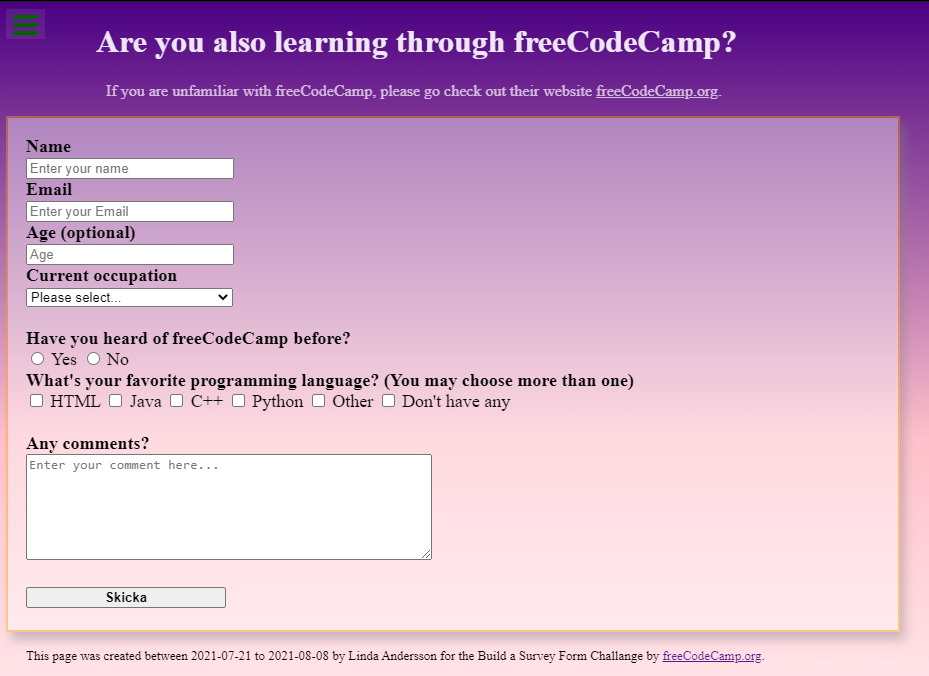 Are you also learning through freeCodeCamp?
If you are unfamiliar with freeCodeCamp, please go check out their website freeCodeCamp.org.
Name
Enter your name
Email
Enter your Email
Age (optional)
Age
Current occupation
Please select...
Have you heard of freeCodeCamp before?
Yes No
What's your favorite programming language? (You may choose more than one)
HTML Java C++ Python Other Don't have any
Any comments?
Enter your comment here...
Skicka
This page was created between 2021-07-21 to 2021-08-08 by Linda Andersson for the Build a Survey Form Challange by freeCodeCamp.org.